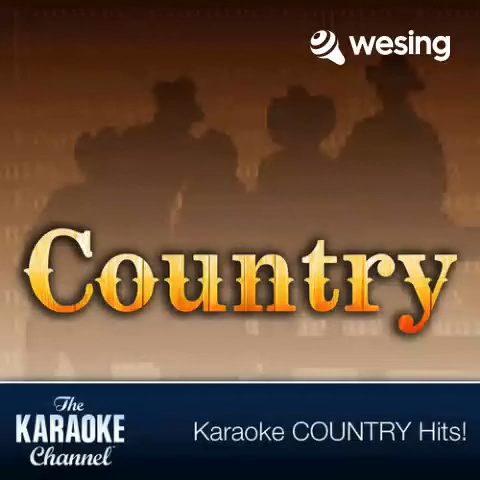 wesing
Country
The
KARAOKE
Channel
Karaoke COUNTRY Hits!